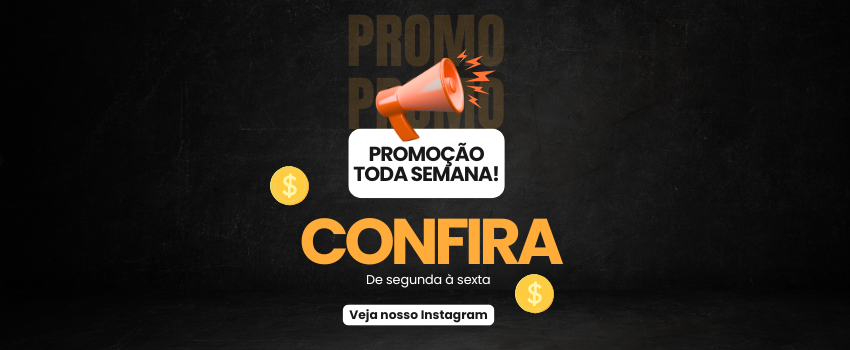 PROMO
PROMO
PROMOÇÃO
TODA SEMANA!
$
CONFIRA
De segunda à sexta
$
Veja nosso Instagram